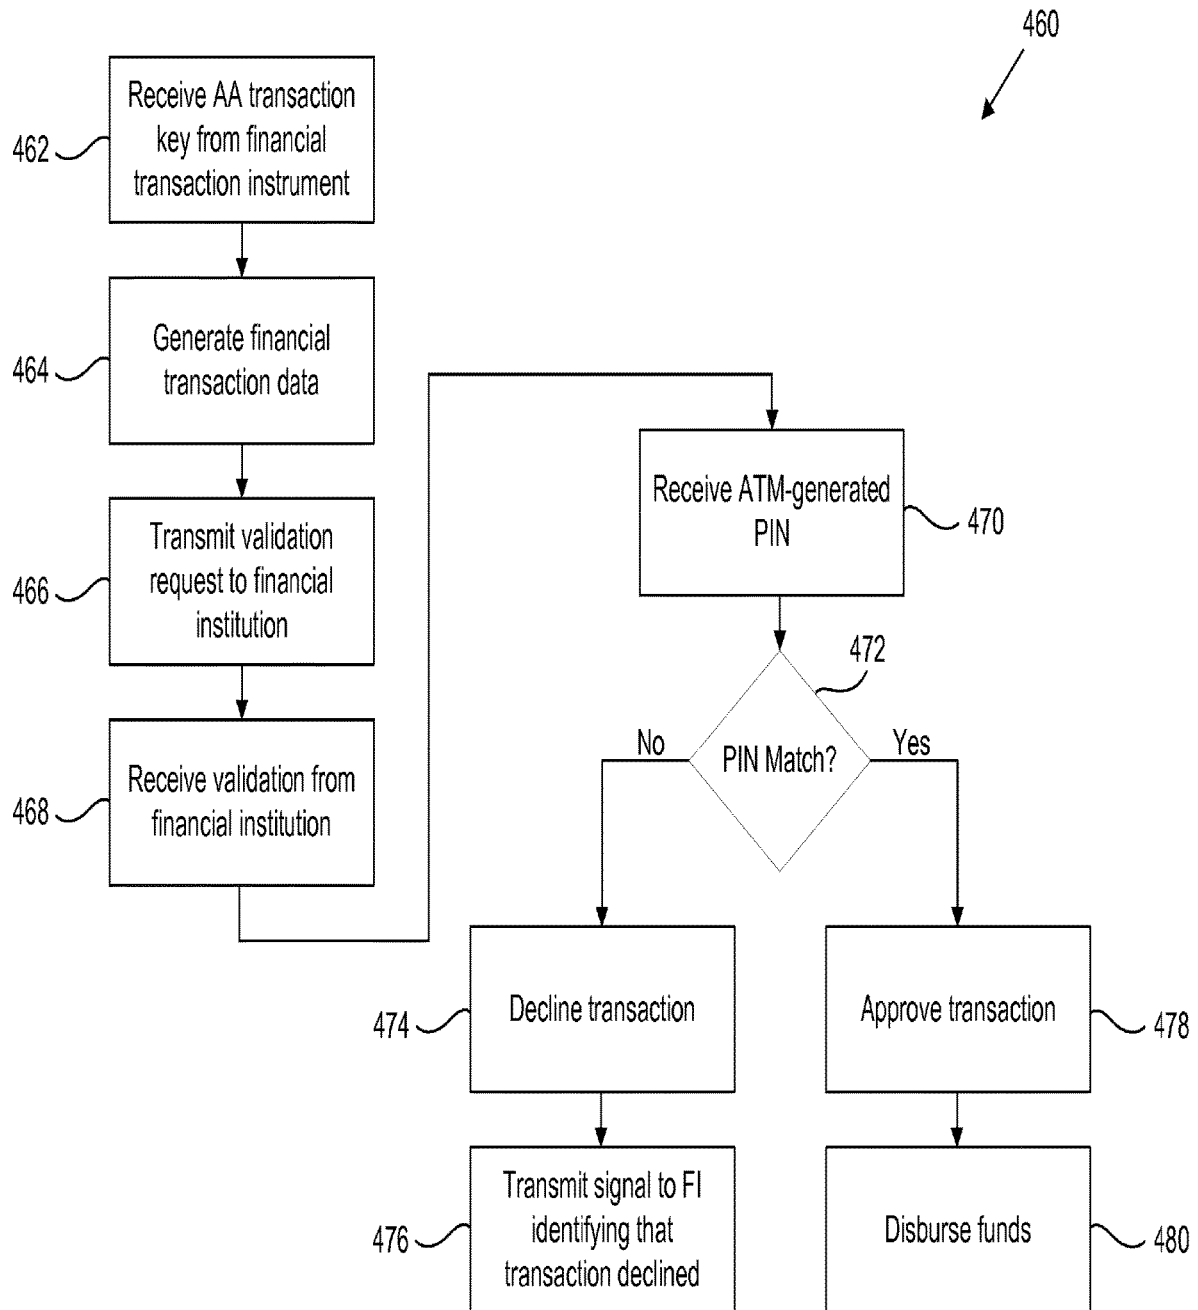 460
Receive AA transaction
key from financial
transaction instrument
462
Generate financial
transaction data
464
Transmit validation
request to financial
institution
466
Receive validation from
financial institution
468
Receive ATM-generated
PIN
470
472
PIN Match?
No
Yes
Decline transaction
474
Approve transaction
478
Transmit signal to FI
identifying that
transaction declined
476
Disburse funds
480